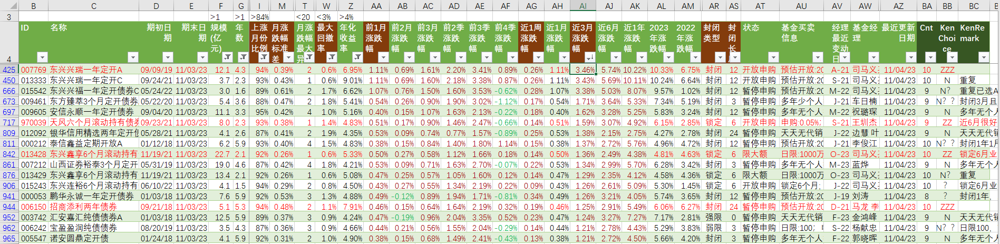 B C D E F G I M T W Z AA AB AC AD AE AF AG AH AI AJ AK AL AM AR AS AT AU AV AW AZ BA BB BC
3 >1 >1 >84% <20 <3% >4%
4 ID 名称 期初日期 期末日期 规模(亿元) 年数 上涨月份比例 月涨跌幅标准差 月涨跌幅最大异 最大回撤率 年化收益率 前1月涨跌幅 前2月涨跌幅 前3月涨跌幅 前2季涨跌幅 前3季涨跌幅 前4季涨跌幅 近1周涨跌幅 近1月涨跌幅 近3月涨跌幅 近6月涨跌幅 近1年涨跌幅 2023年涨跌幅 2022年涨跌幅 封闭类型 封闭长 状态 基金买卖信息 经理最近变动日 基金经理 最近更新日期 Cnt KenChoice KenRemark
425 007769 东兴兴瑞一年定开A 09/09/19 11/03/23 12.1 4.3 94% 0.39% 2 0.6% 6.95% 1.11% 0.69% 1.61% 2.20% 3.41% 0.89% 0.26% 1.11% 3.46% 5.74% 10.22% 10.33% 6.75% 封闭 12 开放申购 预估开放:20 A-21 司马义 11/04/23 10 ZZZ
450 013333 东兴兴瑞一年定开C 09/24/21 11/03/23 3.7 2.3 93% 0.43% 1 0.6% 9.01% 1.11% 0.69% 1.60% 2.18% 3.38% 0.87% 0.26% 1.11% 3.43% 5.69% 10.11% 10.24% 6.64% 封闭 12 开放申购 预估开放:20 S-21 司马义 11/04/23 10 N 重复
666 015542 东兴兴福一年定开债券C 05/24/22 11/03/23 3.0 1.6 89% 0.61% 2 1.7% 6.62% 1.07% 0.76% 1.50% 1.60% 3.53% -0.62% 0.28% 1.07% 3.38% 5.03% 8.07% 9.57% 1.02% 封闭 12 暂停申购 预估开放:20 M-22 司马义 11/04/23 9 N? 重复已选A
673 009461 东方臻萃3个月定开债券 05/22/20 11/03/23 5.4 3.6 88% 0.47% 2 1.8% 5.41% 0.54% 0.26% 0.90% 1.90% 3.02% -1.12% 0.17% 0.54% 1.71% 3.64% 5.33% 7.34% 5.19% 封闭 3 暂停申购 多年少个人 J-21 车日楠 11/04/23 9 N? ? 封闭3月且
697 009605 安信永顺一年定开债券 09/04/20 11/03/23 11.1 3.3 95% 0.42% 4 1.0% 5.16% 0.40% 0.15% 1.07% 1.63% 2.13% -0.22% 0.18% 0.40% 1.62% 3.28% 5.25% 5.83% 3.24% 封闭 12 暂停申购 多年无个人 M-22 祝璐琛 11/04/23 9 N 多年无个人
717 970039 天风六个月滚动持有债券 09/23/21 11/03/23 8.0 2.3 93% 0.38% 1 1.4% 4.83% 0.51% 0.17% 0.90% 1.46% 2.47% -0.66% 0.14% 0.51% 1.59% 3.07% 4.92% 6.15% 2.85% 锁定 6 开放申购 申购:0.05% S-21 王圳杰 11/04/23 9 ZZ 近6月很好
809 012092 银华信用精选两年定开债 05/28/21 11/03/23 4.1 2.6 87% 0.41% 2 1.9% 4.35% 0.53% 0.09% 0.74% 0.77% 1.57% -0.89% 0.25% 0.53% 1.38% 2.15% 2.75% 4.27% 2.78% 封闭 24 暂停申购 天天无代销 J-22 边慧 叶 11/04/23 9 N 天天无代销
811 000212 泰信鑫益定期开放A 01/12/18 11/03/23 6.2 5.9 93% 0.40% 4 1.5% 4.83% 0.38% 0.15% 0.84% 1.40% 1.80% 1.14% 0.15% 0.38% 1.37% 2.72% 5.76% 4.96% 4.72% 封闭 12 暂停申购 预估开放:20 J-21 李俊江 11/04/23 10 N? ? 封闭1年1月
842 013428 东兴鑫享6个月滚动持有 11/19/21 11/03/23 22.7 2.1 92% 0.26% 1 0.6% 5.33% 0.50% 0.27% 0.58% 1.12% 1.66% 0.18% 0.14% 0.50% 1.36% 2.49% 4.38% 4.81% 4.63% 锁定 6 限大额 日限:1000万 O-23 司马义 11/04/23 10 ZZ 锁定6月业
861 007212 山西证券裕泰3个月定开 05/31/19 11/03/23 19.0 4.6 87% 0.42% 4 1.8% 4.21% 0.53% 0.09% 0.71% 1.63% 2.70% -0.07% 0.22% 0.53% 1.34% 2.99% 5.70% 6.28% 3.42% 封闭 3 暂停申购 多年无个人 M-23 蓝烨 11/04/23 9 N 多年无个人
876 013429 东兴鑫享6个月滚动持有 11/19/21 11/03/23 13.4 2.1 92% 0.26% 1 0.6% 5.08% 0.47% 0.25% 0.57% 1.05% 1.60% 0.12% 0.14% 0.47% 1.29% 2.35% 4.12% 4.58% 4.36% 锁定 6 限大额 日限:1000万 O-23 司马义 11/04/23 10 N? 重复
906 015243 东兴连裕6个月滚动持有 06/10/22 11/03/23 4.1 1.5 94% 0.29% 2 0.8% 4.50% 0.43% 0.27% 0.55% 1.34% 2.19% 0.22% 0.09% 0.43% 1.26% 2.61% 5.09% 5.30% 1.45% 锁定 6 开放申购 锁定6个月; J-22 司马义 11/04/23 10 ? 锁定6月业
941 000053 鹏华永诚一年定开债券 01/03/18 11/03/23 7.6 5.9 92% 0.53% 3 1.3% 4.88% 0.49% -0.12% 0.89% 1.94% 1.71% -0.81% 0.34% 0.49% 1.26% 3.21% 4.05% 5.74% 3.65% 封闭 12 暂停申购 预估开放:20 J-19 刘涛 11/04/23 8 ? 封闭1年,
944 006150 招商添利两年债券 09/21/18 11/03/23 5.1 5.3 94% 0.48% 2 1.1% 7.91% 0.46% 0.15% 0.64% 1.64% 2.19% 0.32% 0.19% 0.46% 1.25% 2.91% 5.49% 6.06% 6.27% 封闭 24 暂停申购 预估开放:20 D-21 马龙 李 11/04/23 10 ZZZ
952 003742 汇安嘉汇纯债债券A 01/03/18 11/03/23 12.5 5.9 89% 0.37% 3 0.9% 4.24% 0.47% -0.19% 0.96% 2.04% 3.35% 0.52% 0.23% 0.47% 1.24% 3.27% 7.27% 7.17% 2.81% 强限 0 暂停申购 天天无代销 F-23 金鸿峰 11/04/23 9 N 天天无代销
962 006242 宝盈盈润纯债债券 08/20/19 11/03/23 3.5 4.3 87% 0.36% 3 0.9% 4.66% 0.44% 0.21% 0.56% 1.55% 2.04% -0.29% 0.14% 0.44% 1.21% 2.78% 4.43% 5.29% 3.83% 弱限 3 暂停申购 日限:100; S-22 杨献忠 11/04/23 9 N? ? 日限100,
965 005547 诺安圆鼎定开债 01/24/18 11/03/23 4.1 5.9 92% 0.31% 2 1.0% 4.90% 0.38% 0.15% 0.68% 1.49% 2.41% -0.43% 0.13% 0.38% 1.21% 2.72% 4.50% 5.66% 4.20% 封闭 3 暂停申购 多年无个人 F-22 郭晓晖 11/04/23 9 N 多年无个人